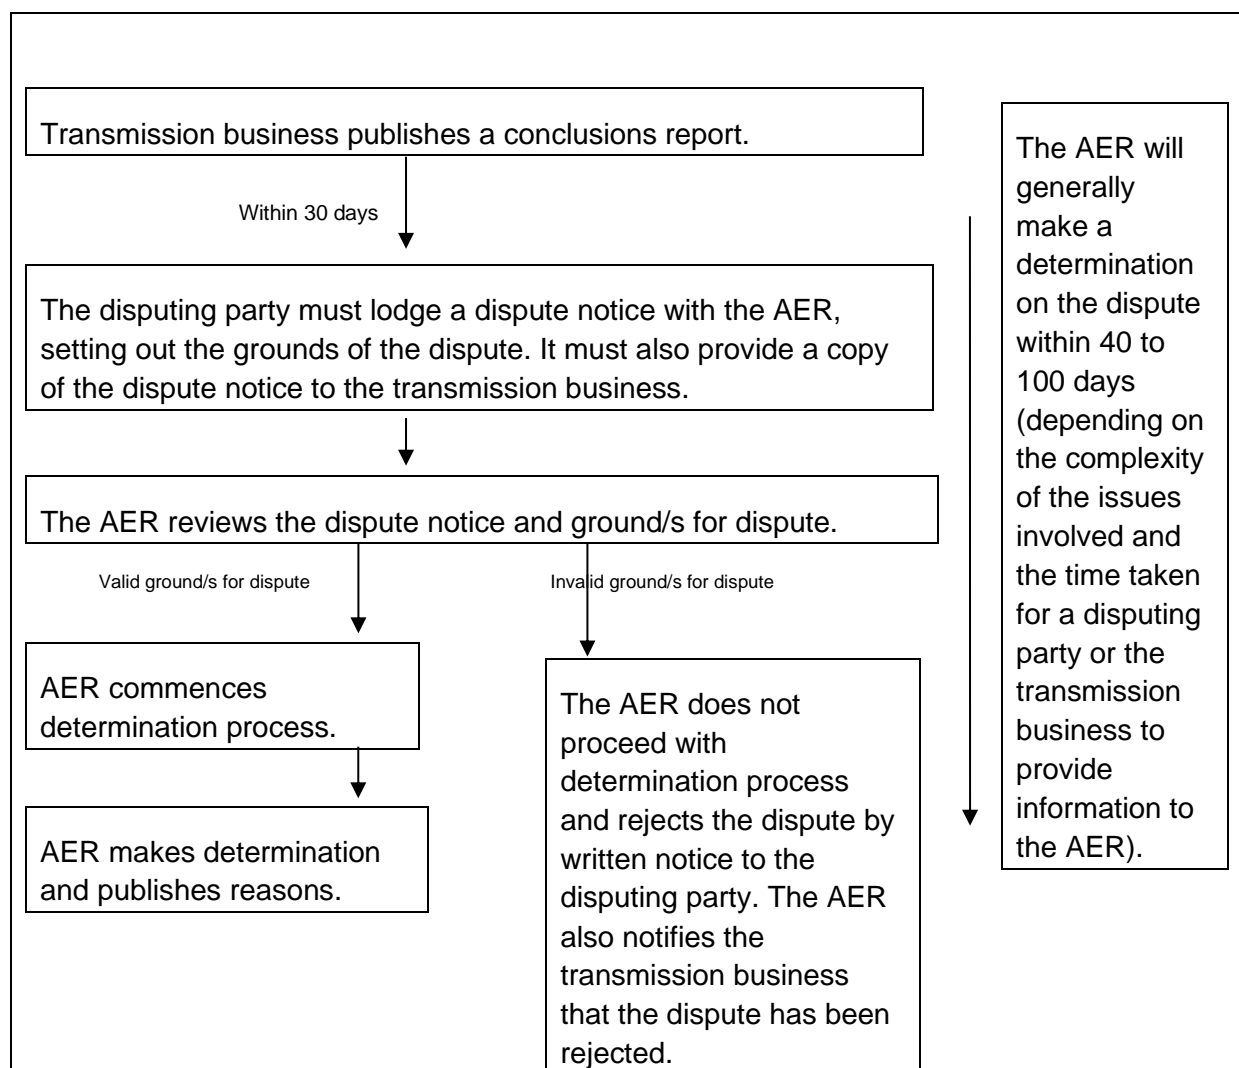 Transmission business publishes a conclusions report.
Within 30 days
The disputing party must lodge a dispute notice with the AER,
setting out the grounds of the dispute. It must also provide a copy
of the dispute notice to the transmission business.
The AER reviews the dispute notice and ground/s for dispute.
Valid ground/s for dispute
Invalid ground/s for dispute
AER commences
determination process.
AER makes determination
and publishes reasons.
The AER does not
proceed with
determination process
and rejects the dispute by
written notice to the
disputing party. The AER
also notifies the
transmission business
that the dispute has been
rejected.
The AER will
generally
make a
determination
on the dispute
within 40 to
100 days
(depending on
the complexity
of the issues
involved and
the time taken
for a disputing
party or the
transmission
business to
provide
information to
the AER).